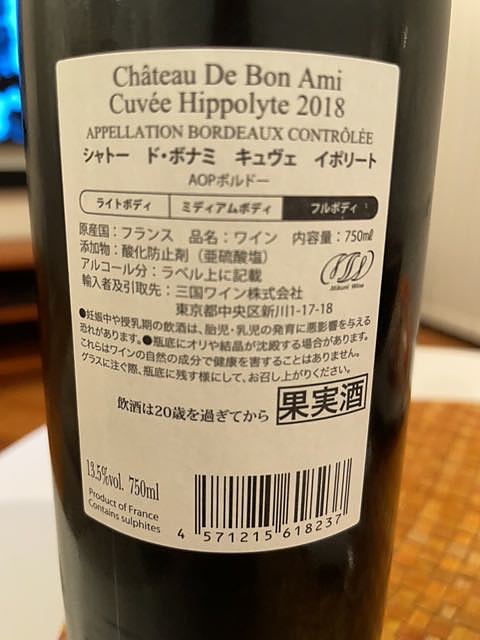 Château De Bon Ami
Cuvée Hippolyte 2018
APPELLATION BORDEAUX CONTRÔLÉE
シャトー ド・ボナミ キュヴェ イポリート
AOPボルドー
ライトボディ ミディアムボディ フルボディ
原産国：フランス 品名：ワイン 内容量：750㎖
添加物：酸化防止剤（亜硫酸塩）
アルコール分：ラベル上に記載
輸入者及引取先：三国ワイン株式会社
東京都中央区新川1-17-18
Mikuni Wine
●妊娠中や授乳期の飲酒は、胎児・乳児の発育に悪影響を与える
恐れがあります。●瓶底にオリや結晶が沈殿する場合があります。
これらはワインの自然の成分で健康を害することはありません。
グラスに注ぐ際、瓶底に残す様にして、お召し上がりください。
飲酒は20歳を過ぎてから 果実酒
13.5%vol. 750ml
Product of France
Contains sulphites
4 571215 618237